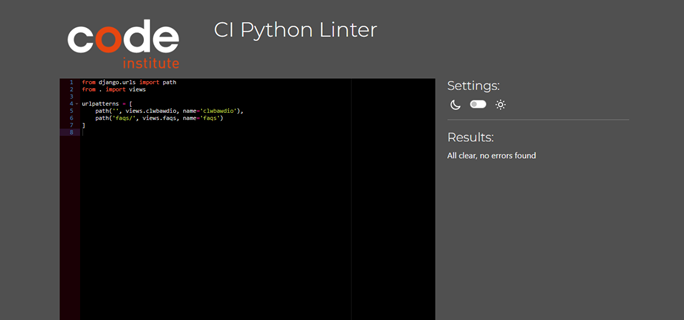 code
institute
CI Python Linter
1 from django.urls import path
2 from . import views
3
4 urlpatterns = [
5 path('', views.clwbawdio, name='clwbawdio'),
6 path('faqs/', views.faqs, name='faqs')
7 ]
8
Settings:
Results:
All clear, no errors found